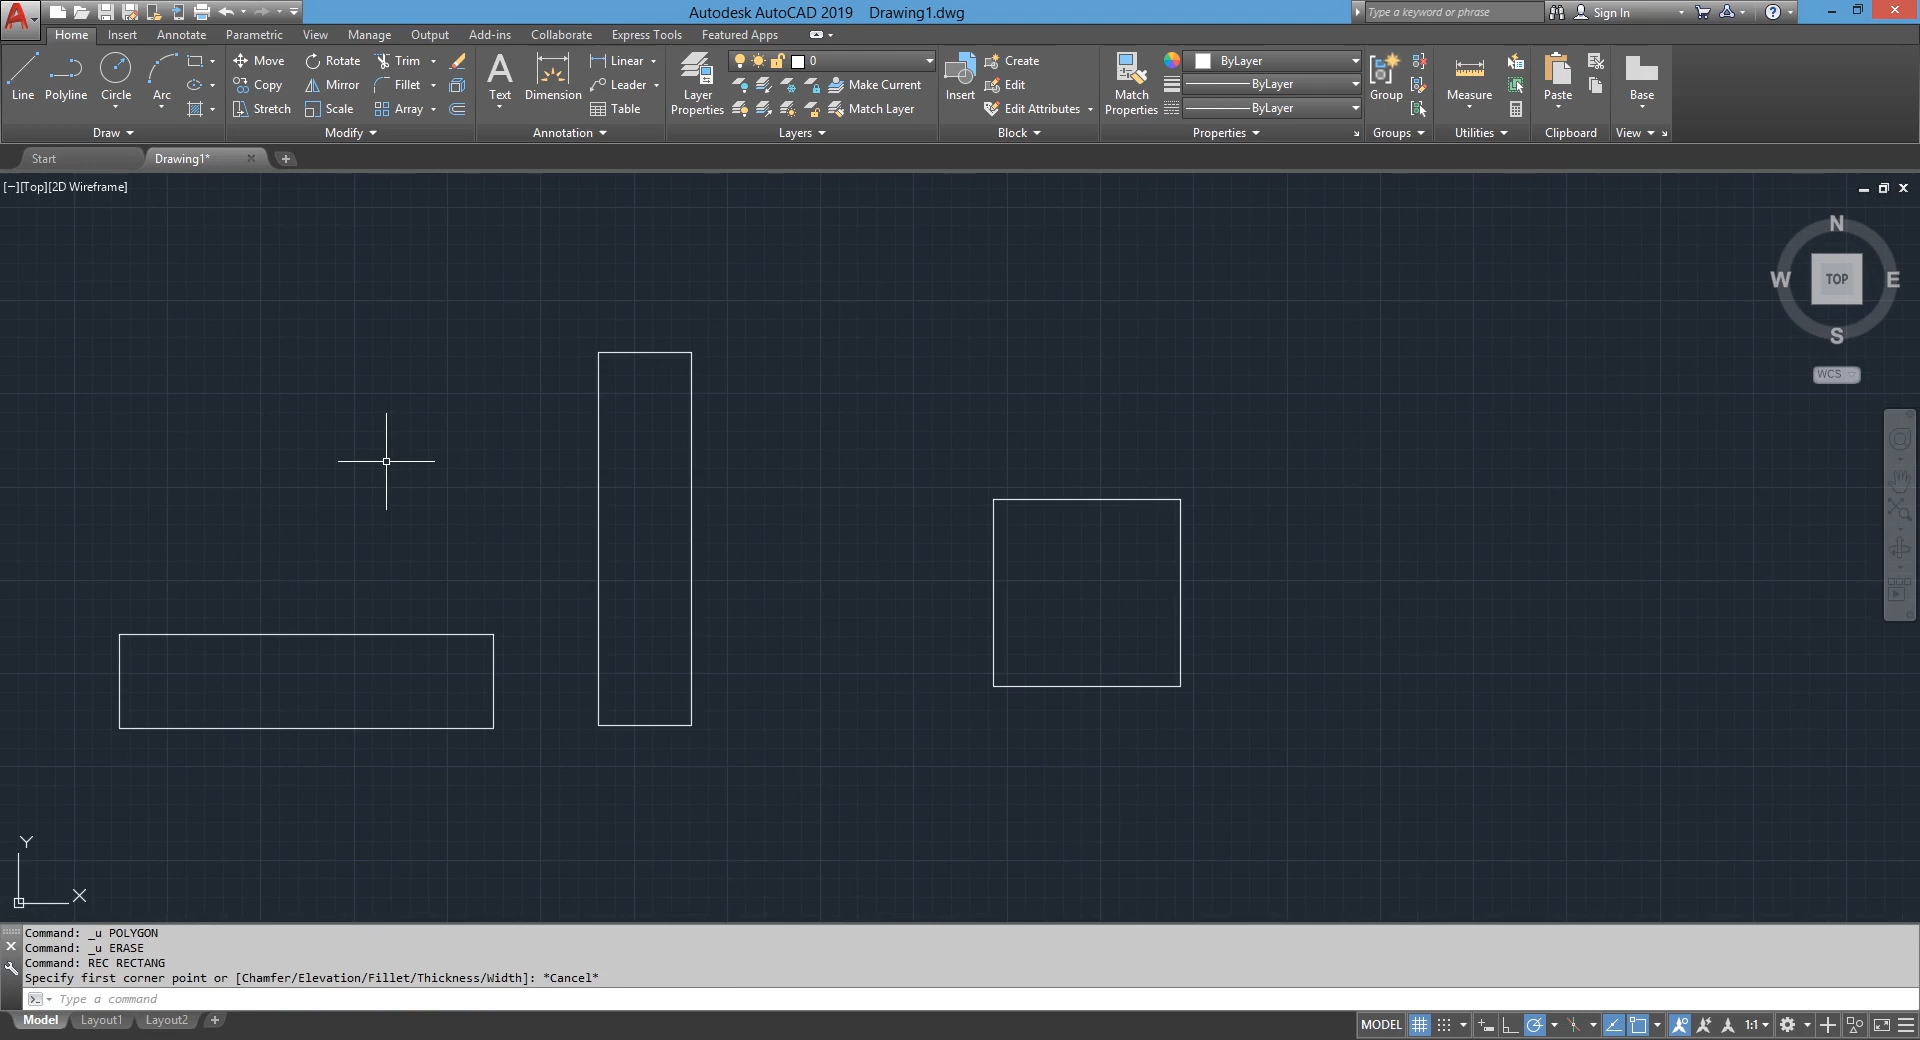 Autodesk AutoCAD 2019 Drawing1.dwg
Type a keyword or phrase
Sign In
Home Insert Annotate Parametric View Manage Output Add-ins Collaborate Express Tools Featured Apps
Line
Polyline
Circle
Arc
Draw
Move
Rotate
Trim
Copy
Mirror
Fillet
Stretch
Scale
Array
Modify
Text
Dimension
Linear
Leader
Table
Annotation
Layer
Properties
0
Make Current
Match Layer
Layers
Insert
Create
Edit
Edit Attributes
Block
Match
Properties
ByLayer
ByLayer
ByLayer
Properties
Group
Groups
Measure
Utilities
Paste
Clipboard
Base
View
Start
Drawing1*
[−][Top][2D Wireframe]
N
W
TOP
E
S
WCS
Y
X
Command: _u POLYGON
Command: _u ERASE
Command: REC RECTANG
Specify first corner point or [Chamfer/Elevation/Fillet/Thickness/Width]: *Cancel*
Type a command
Model Layout1 Layout2
MODEL
1:1